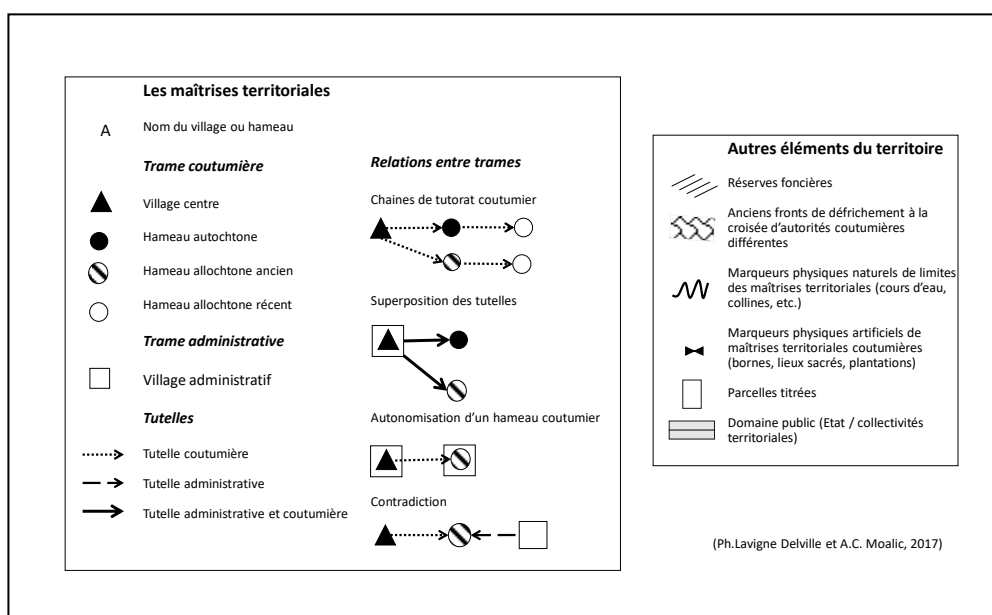 Les maîtrises territoriales
A
Nom du village ou hameau
Trame coutumière
Village centre
Hameau autochtone
Hameau allochtone ancien
Hameau allochtone récent
Trame administrative
Village administratif
Tutelles
Tutelle coutumière
Tutelle administrative
Tutelle administrative et coutumière
Relations entre trames
Chaines de tutorat coutumier
Superposition des tutelles
Autonomisation d'un hameau coutumier
Contradiction
Autres éléments du territoire
Réserves foncières
Anciens fronts de défrichement à la
croisée d'autorités coutumières
différentes
Marqueurs physiques naturels de limites
des maîtrises territoriales (cours d'eau,
collines, etc.)
Marqueurs physiques artificiels de
maîtrises territoriales coutumières
(bornes, lieux sacrés, plantations)
Parcelles titrées
Domaine public (Etat / collectivités
territoriales)
(Ph.Lavigne Delville et A.C. Moalic, 2017)